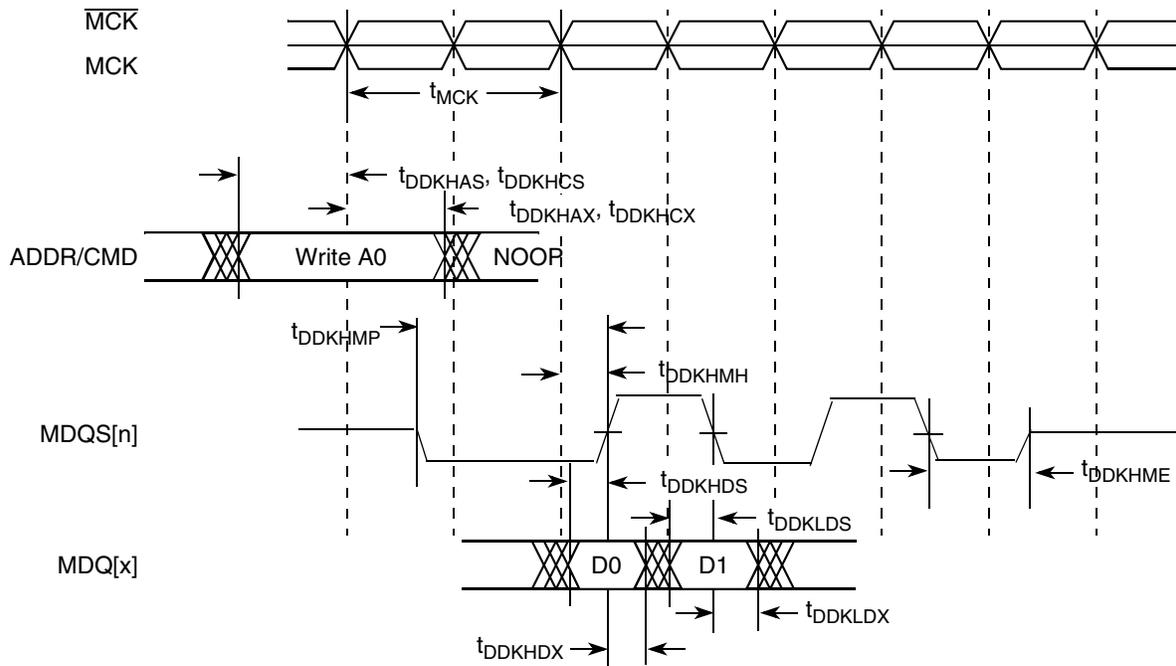 MCK
MCK
tMCK
tDDKHAS, tDDKHCS
tDDKHAX, tDDKHCX
ADDR/CMD
Write A0
NOOP
tDDKHMP
tDDKHMH
MDQS[n]
tDDKHDS
tDDKHME
tDDKLDS
MDQ[x]
D0
D1
tDDKLDX
tDDKHDX